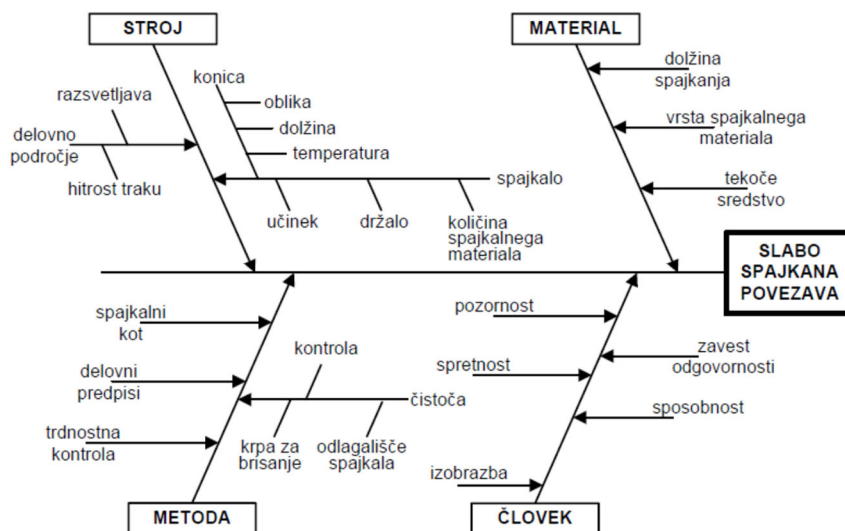 STROJ
MATERIAL
konica
dolžina
spajkanja
razsvetljava
oblika
vrsta spajkalnega
materiala
dolžina
delovno
področje
temperatura
hitrost traku
spajkalo
tekoče
sredstvo
učinek
držalo
količina
spajkalnega
materiala
SLABO
SPAJKANA
POVEZAVA
spajkalni
kot
pozornost
kontrola
zavest
odgovornosti
delovni
predpisi
spretnost
čistoča
sposobnost
trdnostna
kontrola
krpa za
brisanje
odlagališče
spajkala
izobrazba
METODA
ČLOVEK